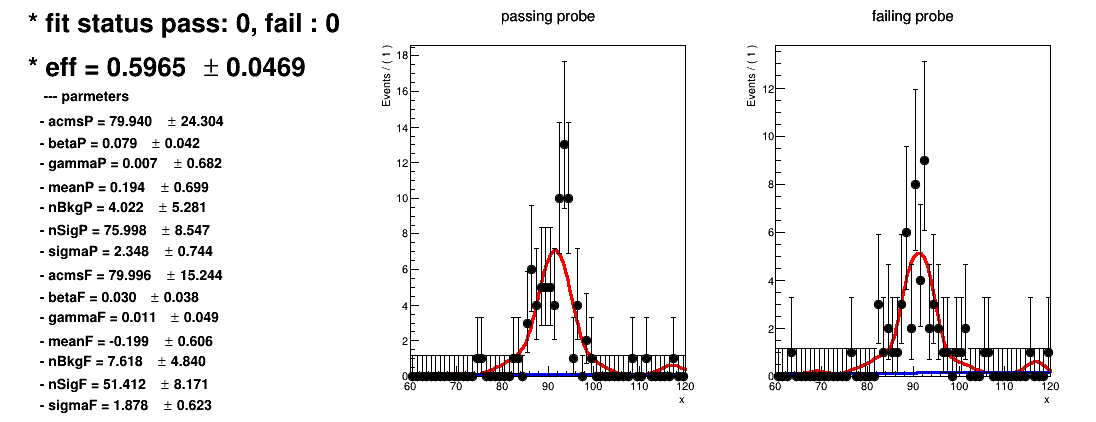 * fit status pass: 0, fail : 0
* eff = 0.5965 ± 0.0469
--- parmeters
- acmsP = 79.940 ± 24.304
- betaP = 0.079 ± 0.042
- gammaP = 0.007 ± 0.682
- meanP = 0.194 ± 0.699
- nBkgP = 4.022 ± 5.281
- nSigP = 75.998 ± 8.547
- sigmaP = 2.348 ± 0.744
- acmsF = 79.996 ± 15.244
- betaF = 0.030 ± 0.038
- gammaF = 0.011 ± 0.049
- meanF = -0.199 ± 0.606
- nBkgF = 7.618 ± 4.840
- nSigF = 51.412 ± 8.171
- sigmaF = 1.878 ± 0.623
passing probe
Events / ( 1 )
18
16
14
12
10
8
6
4
2
0
60 70 80 90 100 110 120
x
failing probe
Events / ( 1 )
12
10
8
6
4
2
0
60 70 80 90 100 110 120
x